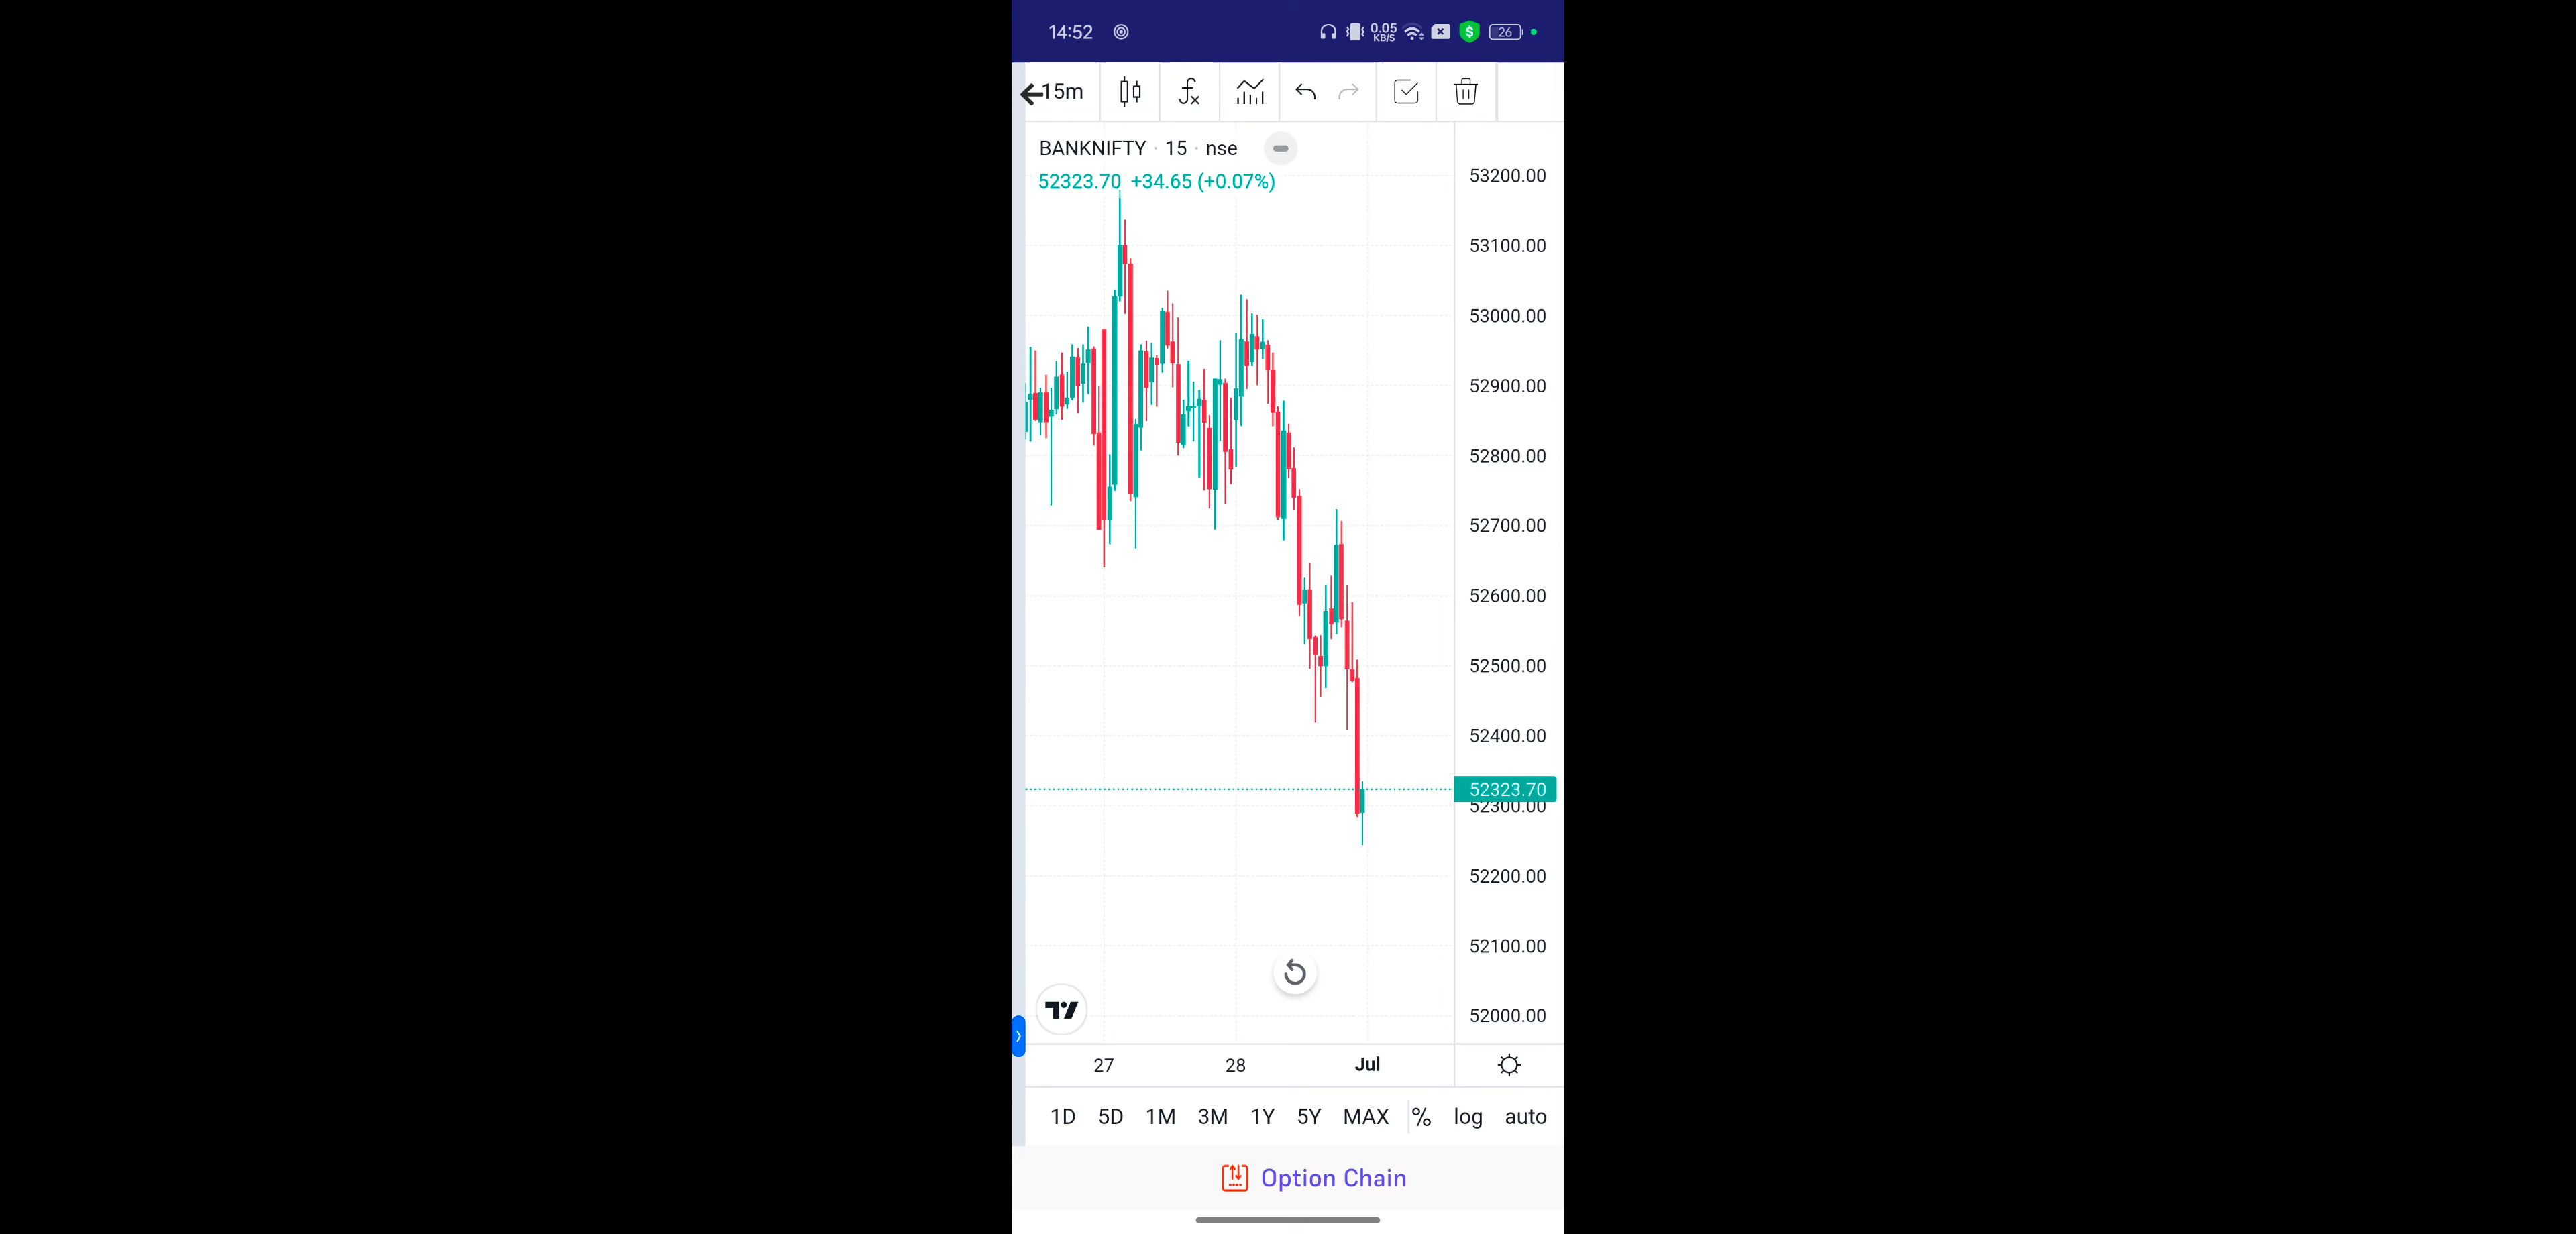 14:52 0.05 KB/S 26
15m
BANKNIFTY · 15 · nse
52323.70 +34.65 (+0.07%)
53200.00
53100.00
53000.00
52900.00
52800.00
52700.00
52600.00
52500.00
52400.00
52323.70
52300.00
52200.00
52100.00
52000.00
27 28 Jul
1D 5D 1M 3M 1Y 5Y MAX % log auto
Option Chain